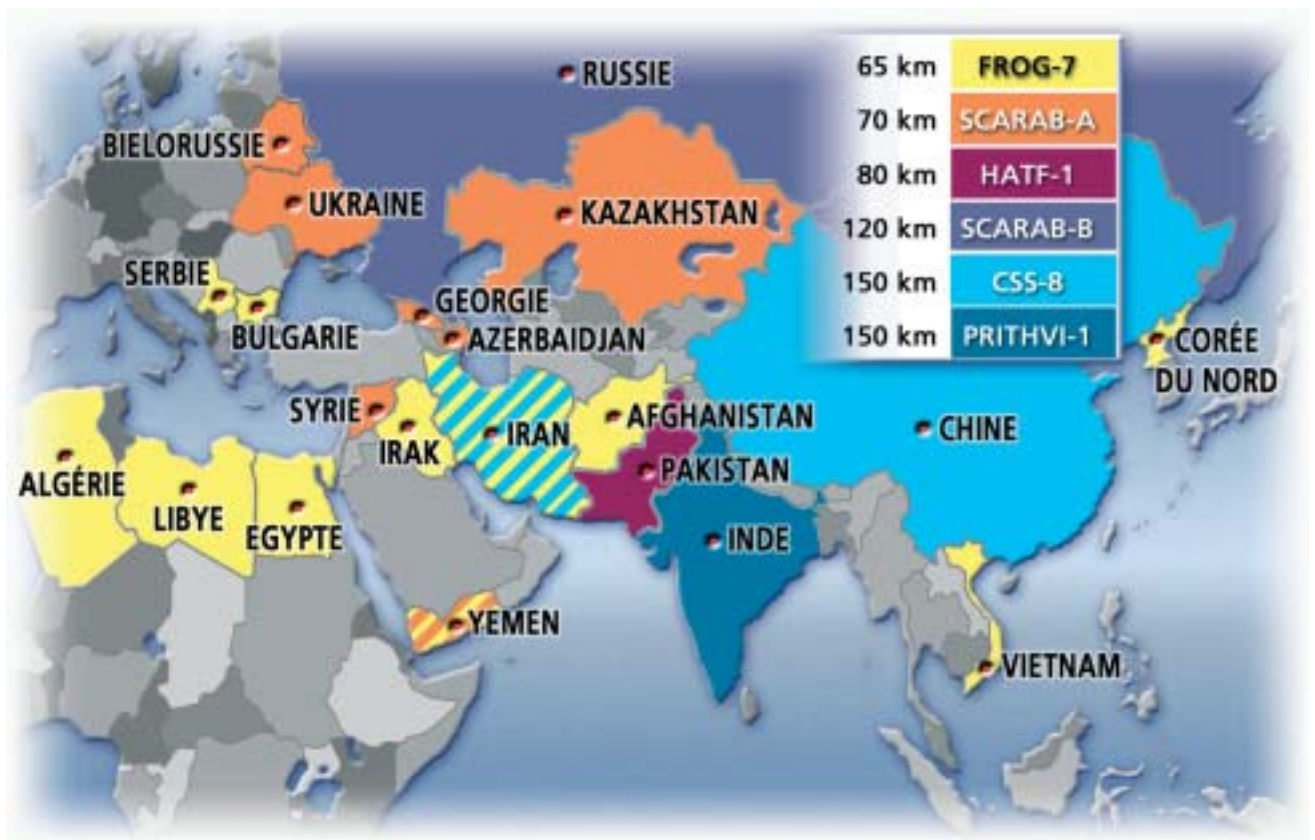 RUSSIE
65 km FROG-7
70 km SCARAB-A
80 km HATF-1
120 km SCARAB-B
150 km CSS-8
150 km PRITHVI-1
BIELORUSSIE
UKRAINE
KAZAKHSTAN
SERBIE
GEORGIE
BULGARIE
AZERBAIDJAN
CORÉE
DU NORD
SYRIE
IRAK
IRAN
AFGHANISTAN
CHINE
ALGÉRIE
LIBYE
EGYPTE
PAKISTAN
INDE
YEMEN
VIETNAM